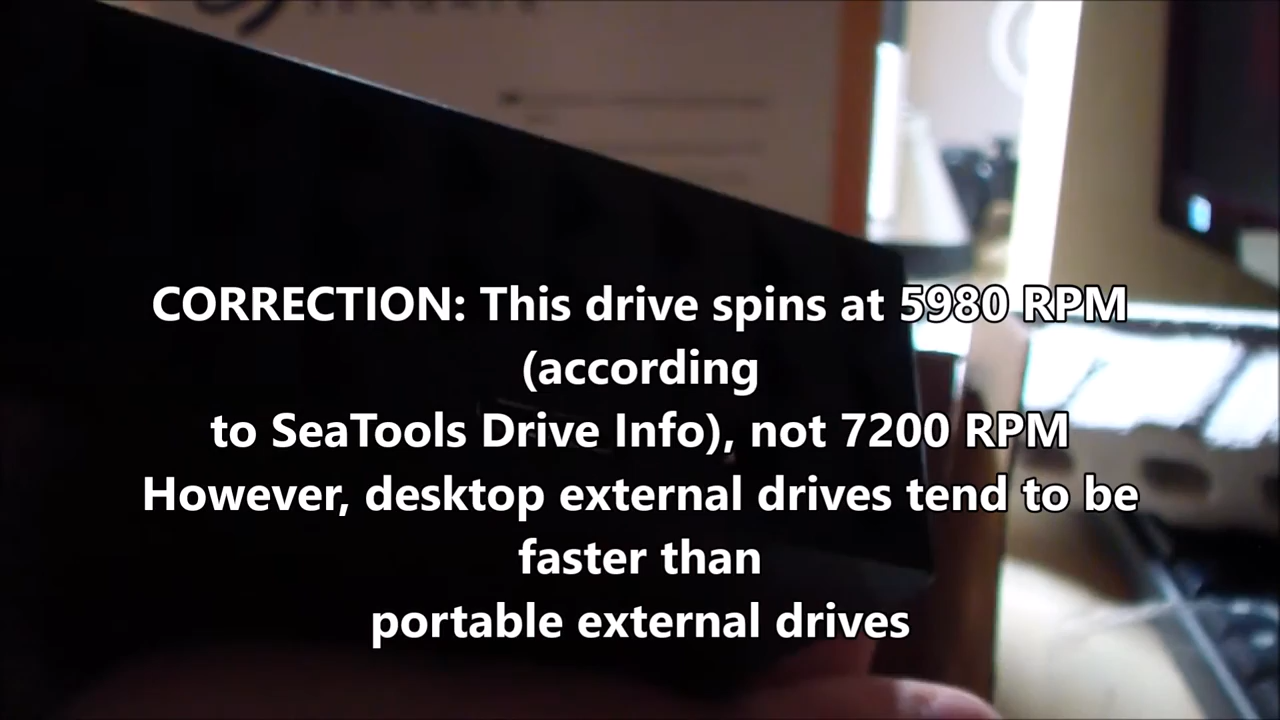 CORRECTION: This drive spins at 5980 RPM
(according
to SeaTools Drive Info), not 7200 RPM
However, desktop external drives tend to be
faster than
portable external drives